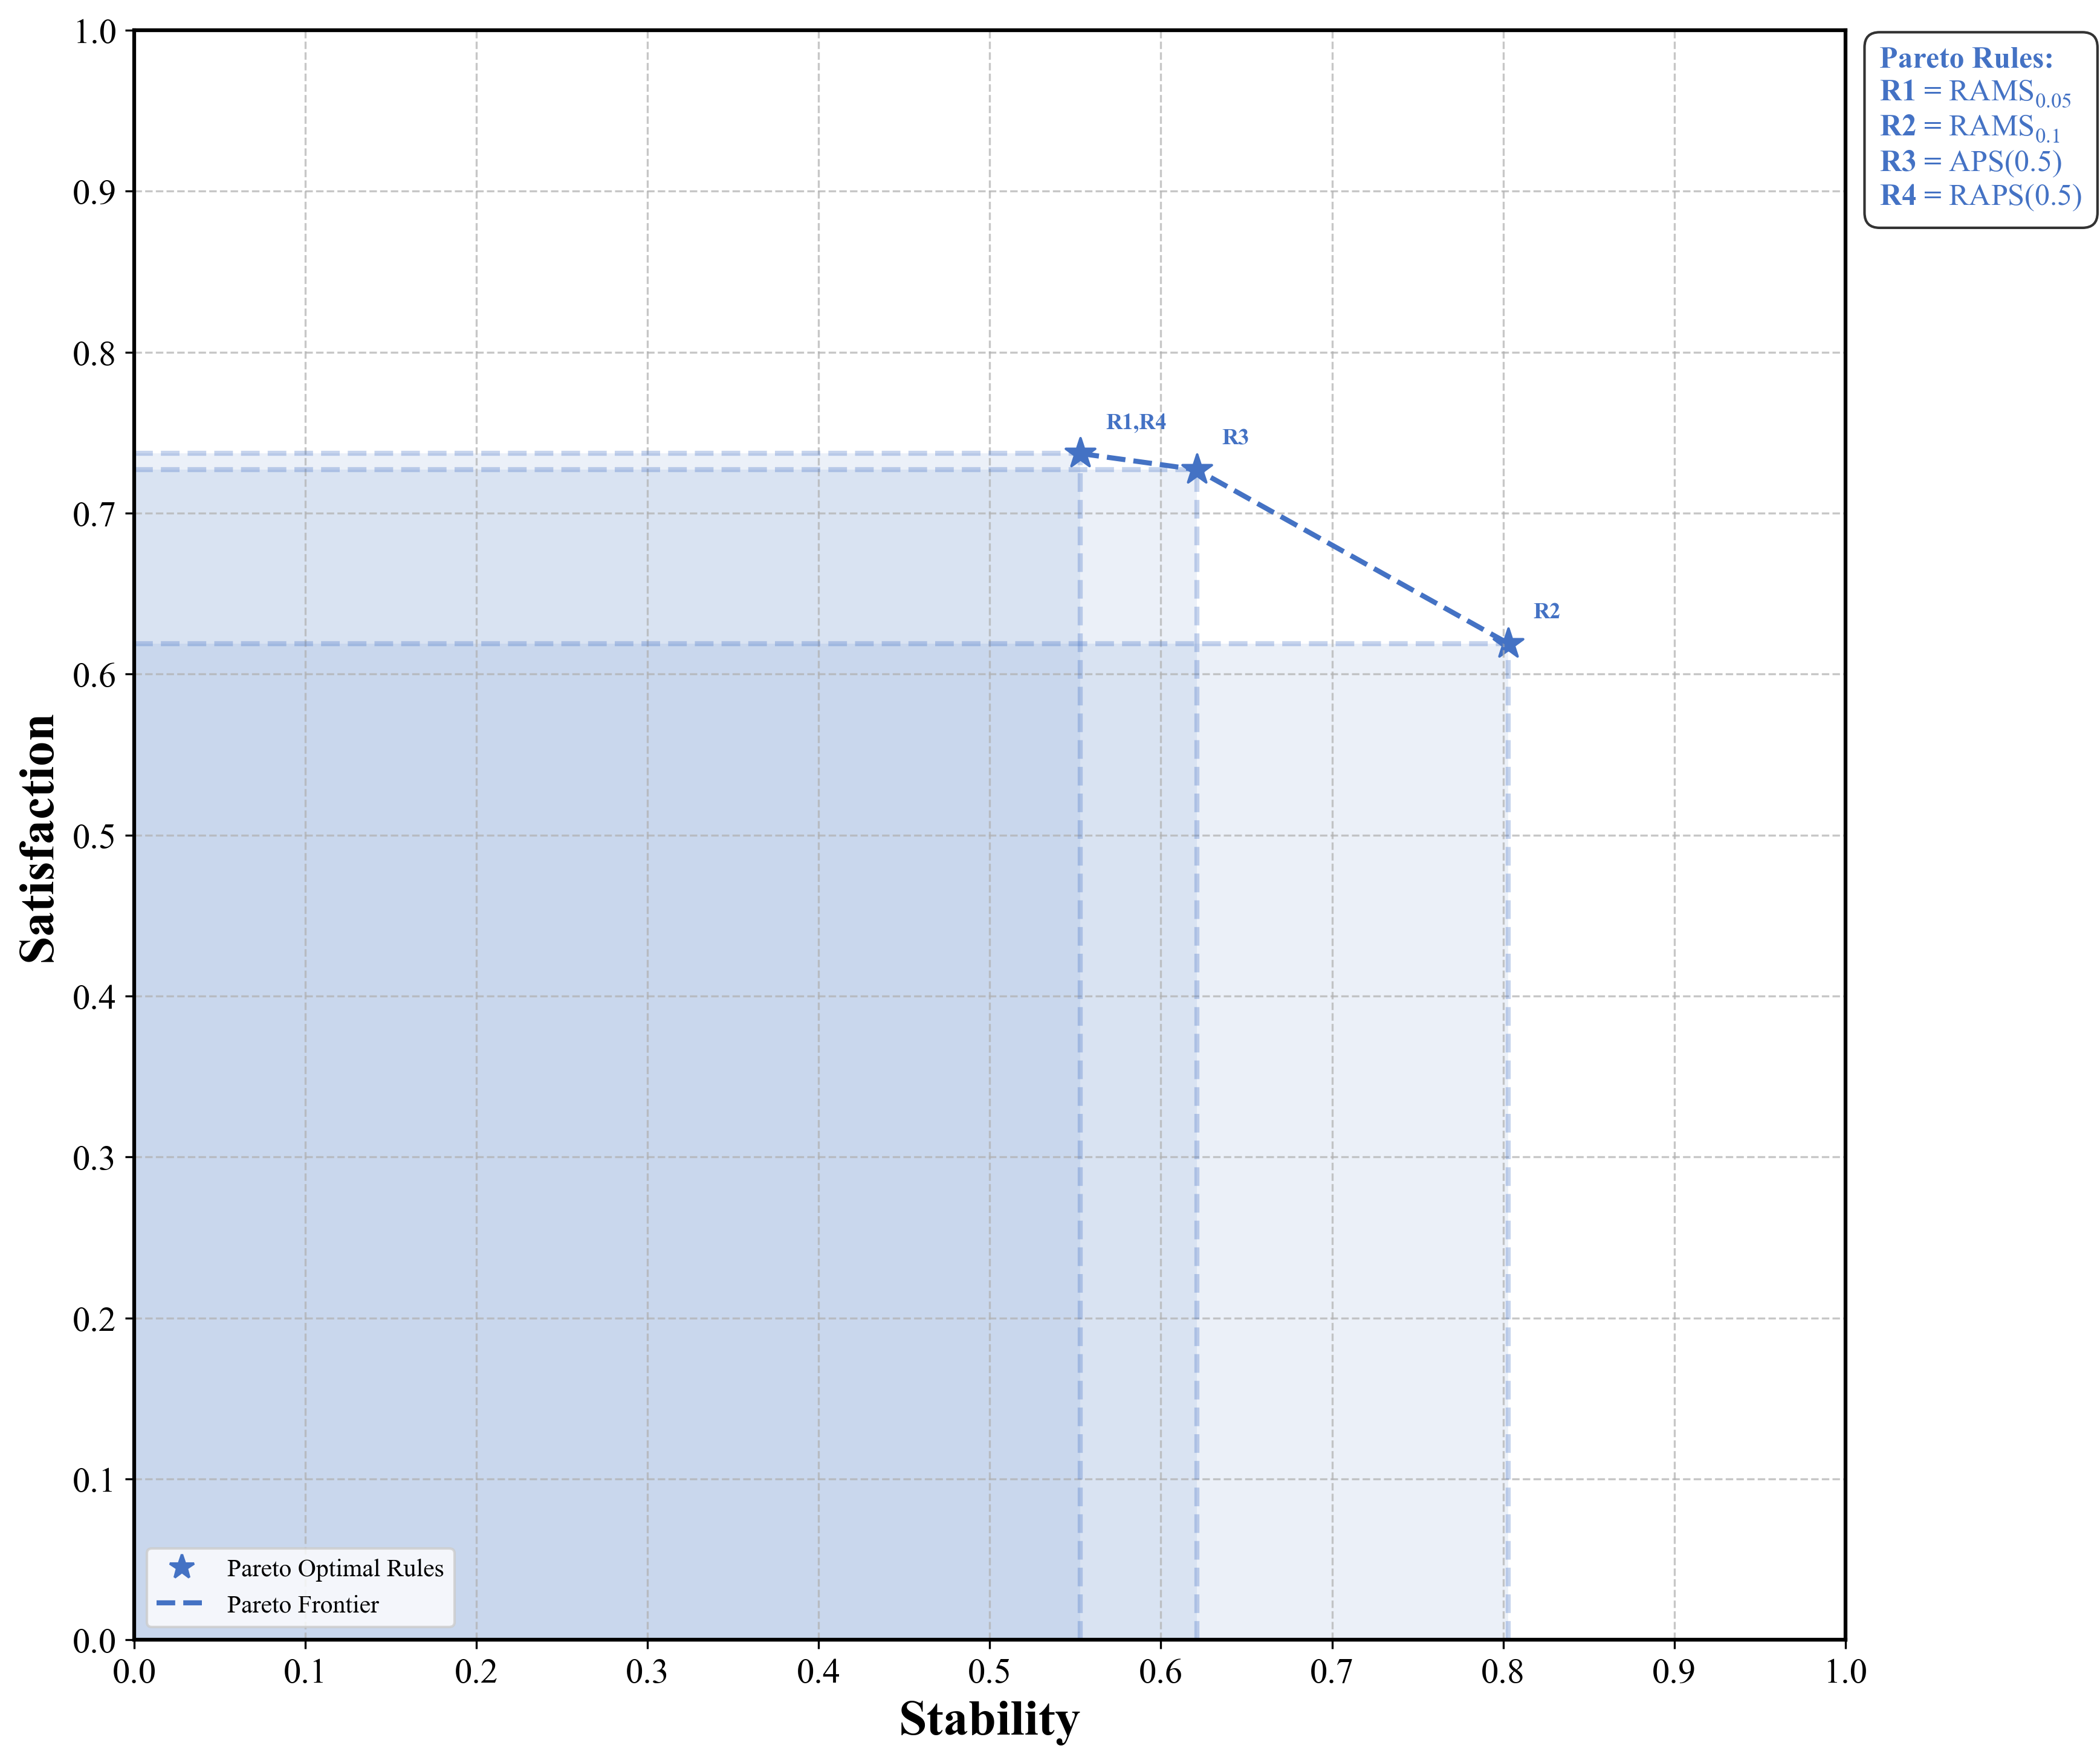 1.0
0.9
0.8
0.7
0.6
0.5
0.4
0.3
0.2
0.1
0.0
Satisfaction
R1,R4
R3
R2
Pareto Optimal Rules
Pareto Frontier
0.0 0.1 0.2 0.3 0.4 0.5 0.6 0.7 0.8 0.9 1.0
Stability
Pareto Rules:
R1 = RAMS0.05
R2 = RAMS0.1
R3 = APS(0.5)
R4 = RAPS(0.5)